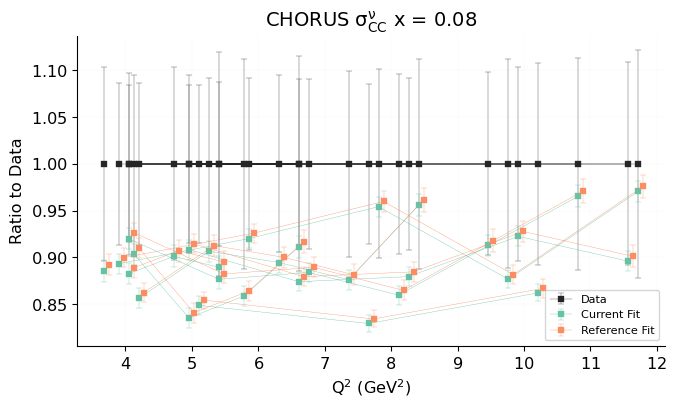 CHORUS σ^ν_CC x = 0.08
Ratio to Data
1.10
1.05
1.00
0.95
0.90
0.85
4 5 6 7 8 9 10 11 12
Q² (GeV²)
Data
Current Fit
Reference Fit